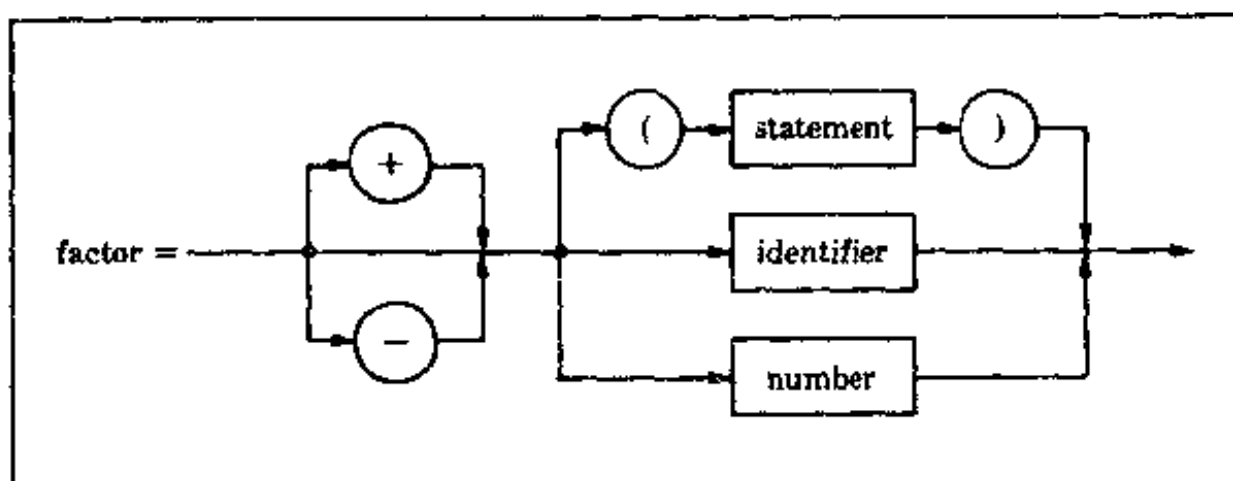 ( statement )
+
factor = identifier
−
number